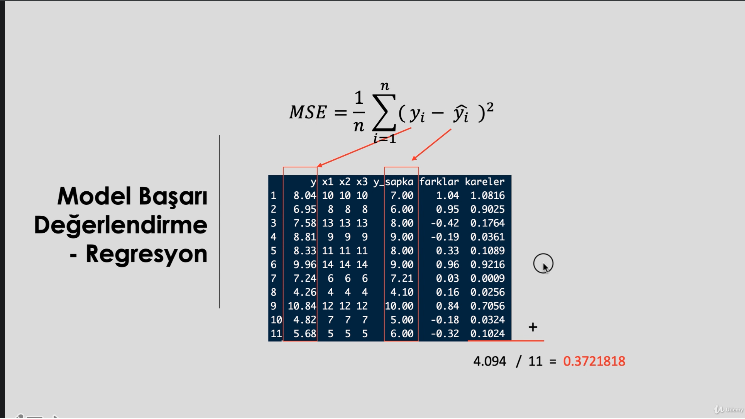 MSE = 1/n n∑i=1 ( yᵢ − ŷᵢ )²
Model Başarı
Değerlendirme
- Regresyon
y x1 x2 x3 y_sapka farklar kareler
1 8.04 10 10 10 7.00 1.04 1.0816
2 6.95 8 8 8 6.00 0.95 0.9025
3 7.58 13 13 13 8.00 -0.42 0.1764
4 8.81 9 9 9 9.00 -0.19 0.0361
5 8.33 11 11 11 8.00 0.33 0.1089
6 9.96 14 14 14 9.00 0.96 0.9216
7 7.24 6 6 6 7.21 0.03 0.0009
8 4.26 4 4 4 4.10 0.16 0.0256
9 10.84 12 12 12 10.00 0.84 0.7056
10 4.82 7 7 7 5.00 -0.18 0.0324
11 5.68 5 5 5 6.00 -0.32 0.1024
+
4.094 / 11 = 0.3721818